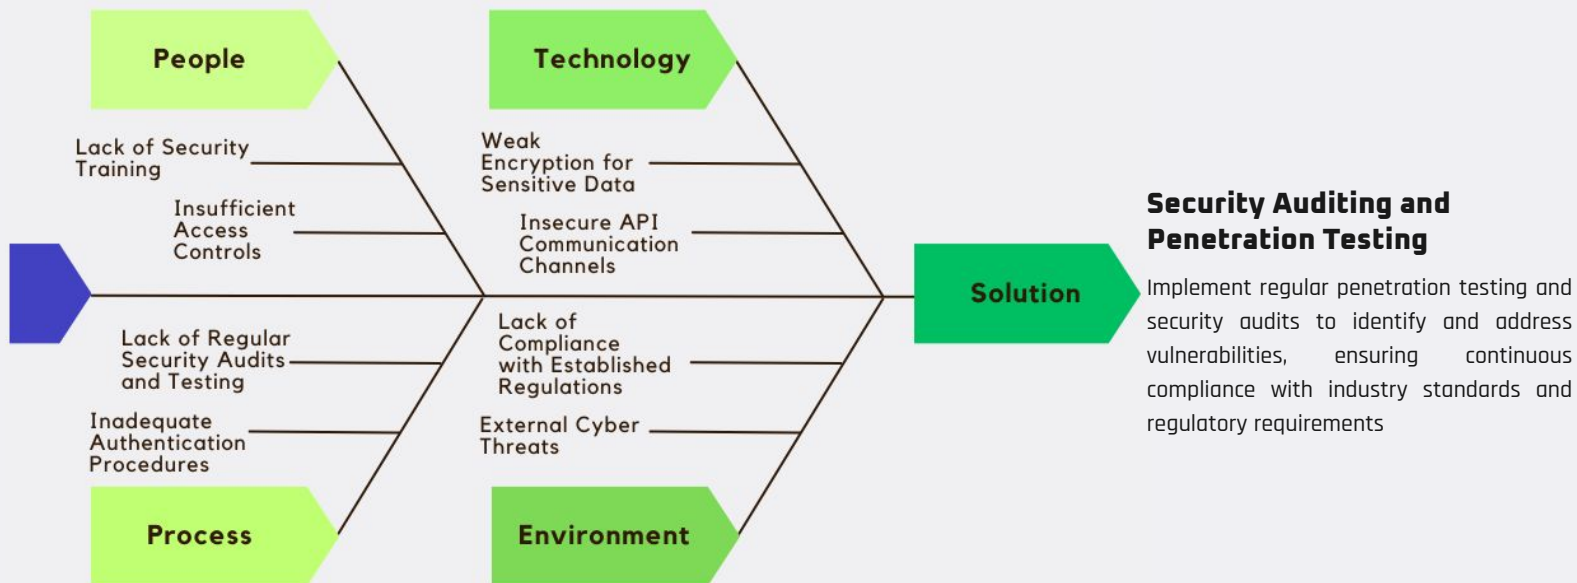 People
Lack of Security
Training
Insufficient
Access
Controls
Technology
Weak
Encryption for
Sensitive Data
Insecure API
Communication
Channels
Lack of Regular
Security Audits
and Testing
Inadequate
Authentication
Procedures
Process
Lack of
Compliance
with Established
Regulations
External Cyber
Threats
Environment
Solution
Security Auditing and
Penetration Testing
Implement regular penetration testing and
security audits to identify and address
vulnerabilities, ensuring continuous
compliance with industry standards and
regulatory requirements